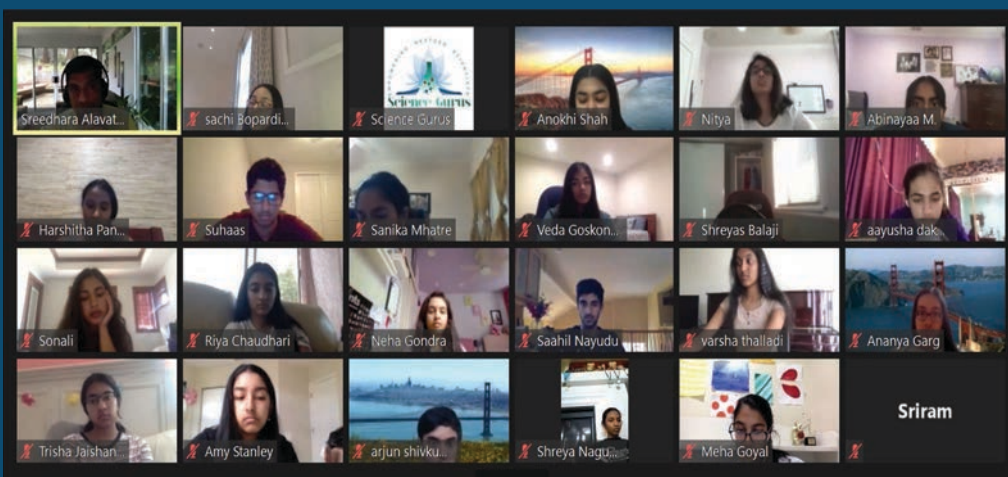 Sreedhara Alavat...
sachi Bopardi...
Science Gurus
Science Gurus
Anokhi Shah
Nitya
Abinayaa M.
Harshitha Pan...
Suhaas
Sanika Mhatre
Veda Goskon...
Shreyas Balaji
aayusha dak...
Sonali
Riya Chaudhari
Neha Gondra
Saahil Nayudu
varsha thalladi
Ananya Garg
Trisha Jaishan...
Amy Stanley
arjun shivku...
Shreya Nagu...
Meha Goyal
Sriram